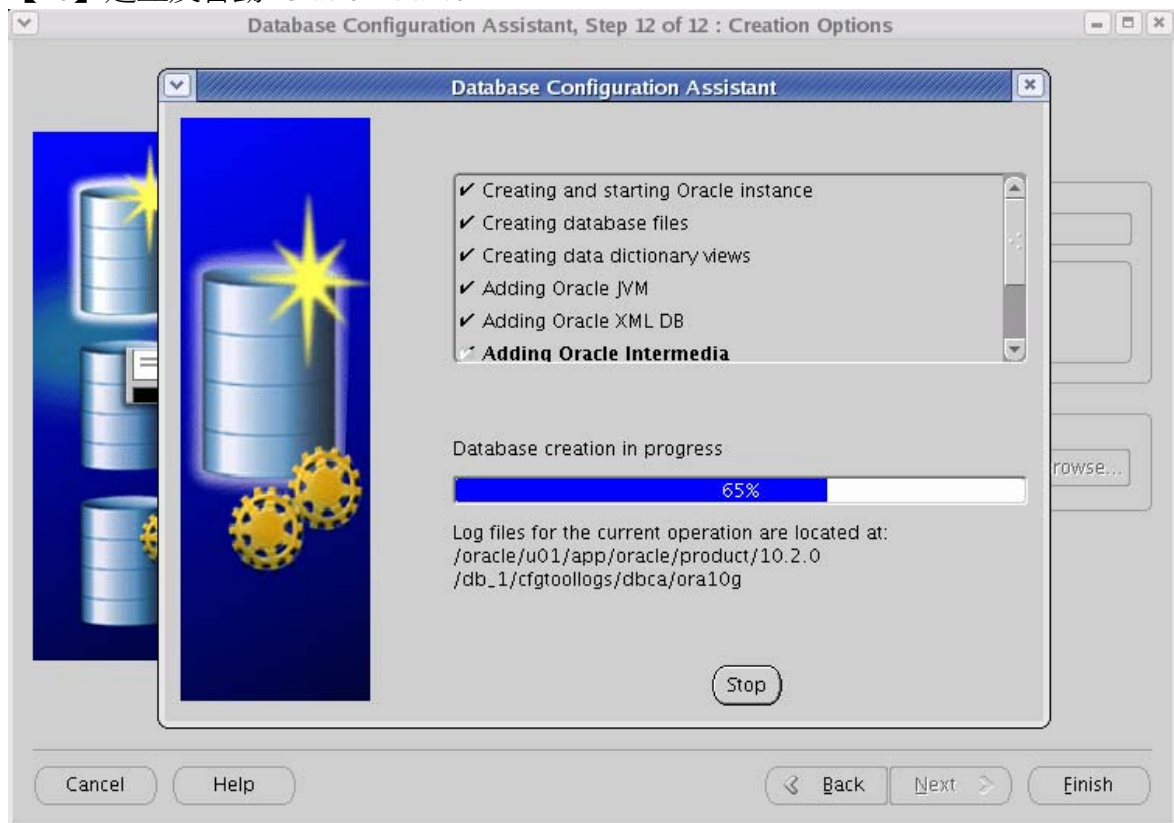 Database Configuration Assistant, Step 12 of 12 : Creation Options
Database Configuration Assistant
✔ Creating and starting Oracle instance
✔ Creating database files
✔ Creating data dictionary views
✔ Adding Oracle JVM
✔ Adding Oracle XML DB
Adding Oracle Intermedia
Database creation in progress
rowse...
65%
Log files for the current operation are located at:
/oracle/u01/app/oracle/product/10.2.0
/db_1/cfgtoollogs/dbca/ora10g
Stop
Cancel
Help
Back
Next
Finish